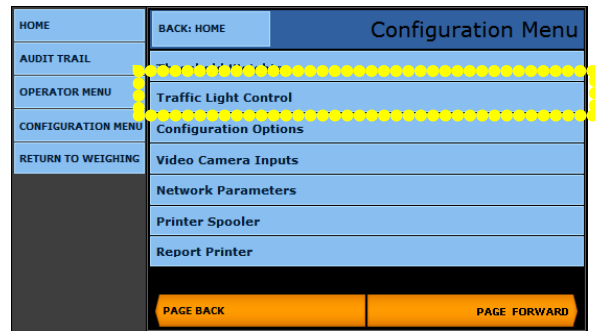 HOME
AUDIT TRAIL
OPERATOR MENU
CONFIGURATION MENU
RETURN TO WEIGHING
BACK: HOME
Configuration Menu
Traffic Light Control
Configuration Options
Video Camera Inputs
Network Parameters
Printer Spooler
Report Printer
PAGE BACK
PAGE FORWARD